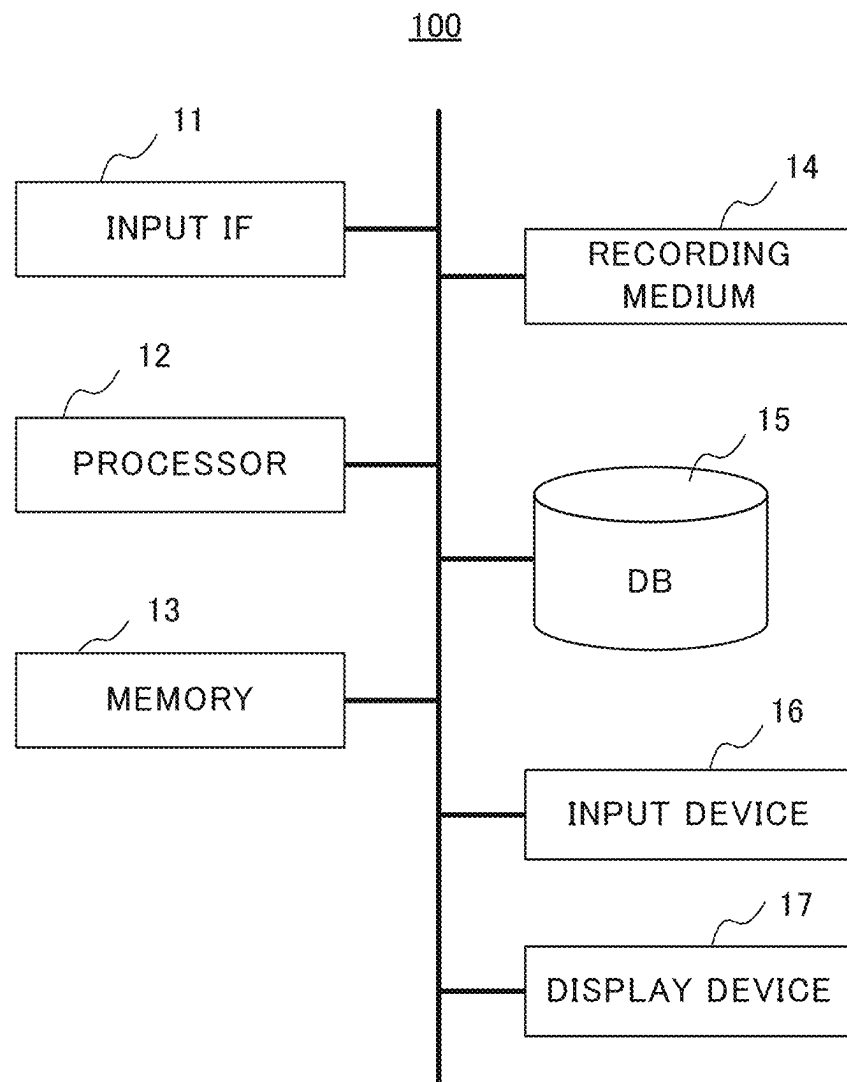 100
11
INPUT IF
12
PROCESSOR
13
MEMORY
14
RECORDING
MEDIUM
15
DB
16
INPUT DEVICE
17
DISPLAY DEVICE